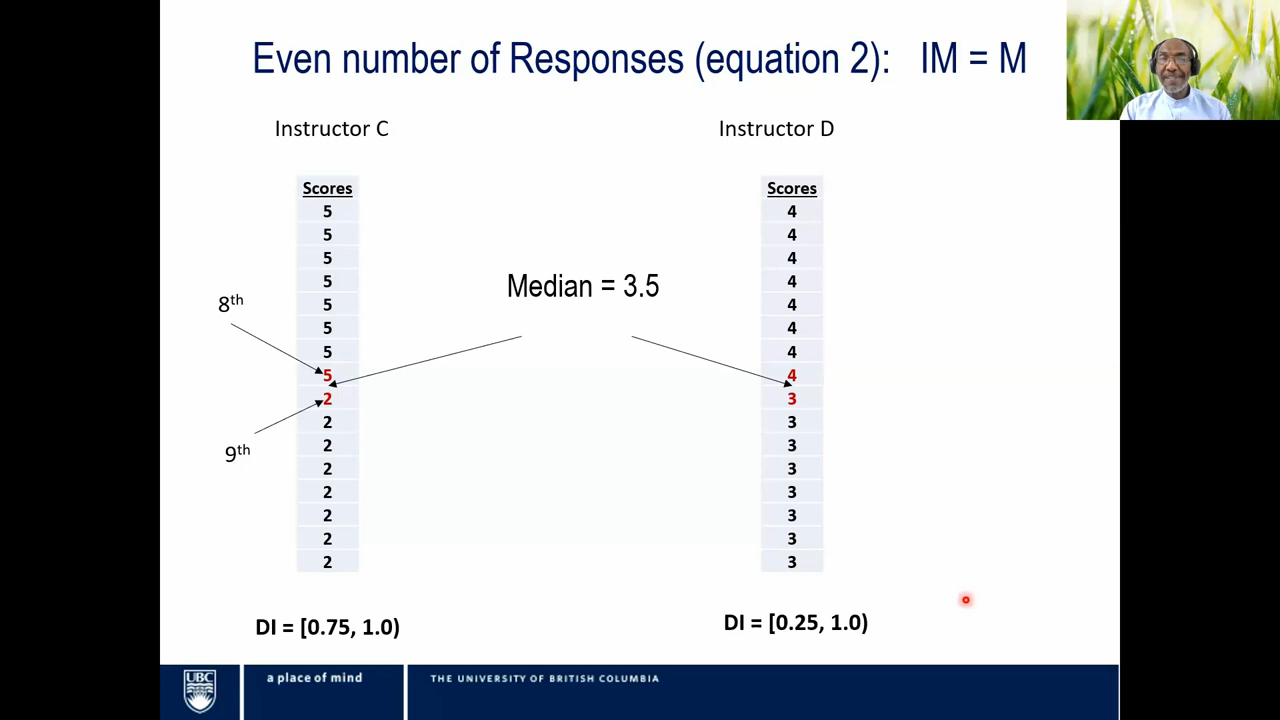 Even number of Responses (equation 2): IM = M
Instructor C
Instructor D
Scores
5
5
5
5
5
5
5
5
2
2
2
2
2
2
2
2
8th
9th
Median = 3.5
Scores
4
4
4
4
4
4
4
4
3
3
3
3
3
3
3
3
DI = [0.75, 1.0)
DI = [0.25, 1.0)
UBC
a place of mind
THE UNIVERSITY OF BRITISH COLUMBIA